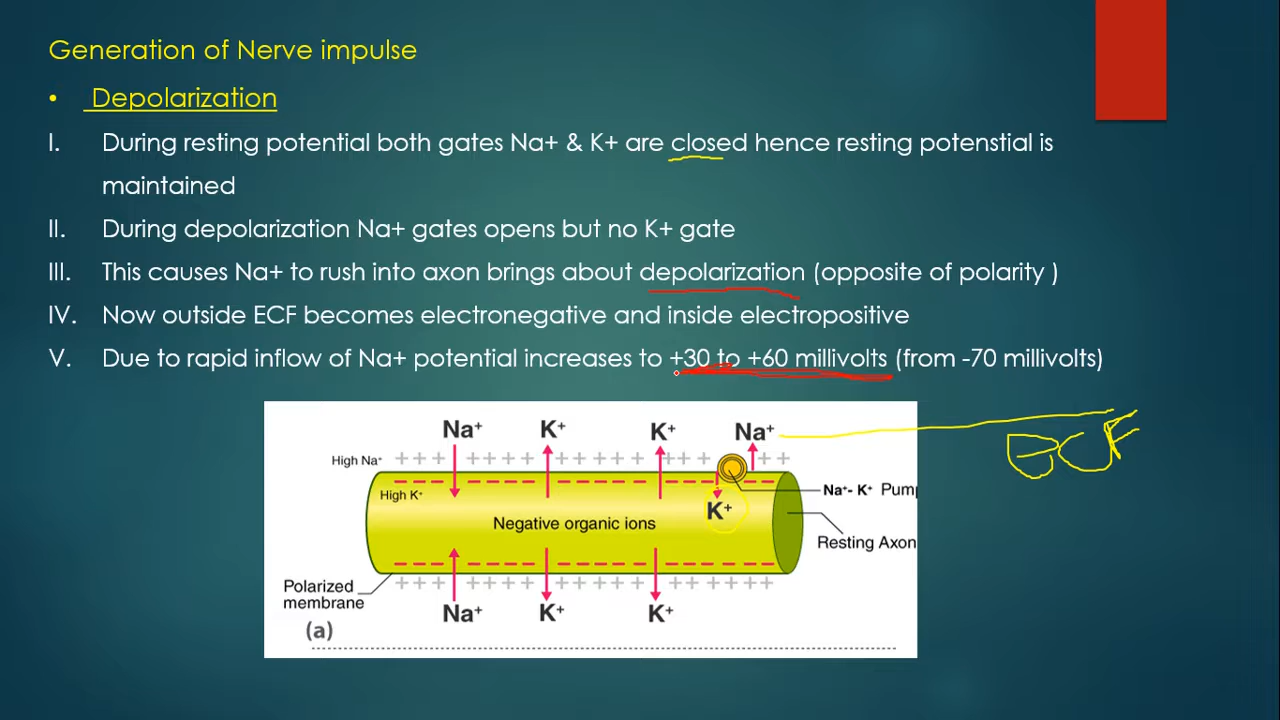 Generation of Nerve impulse
• Depolarization
I. During resting potential both gates Na+ & K+ are closed hence resting potenstial is
maintained
II. During depolarization Na+ gates opens but no K+ gate
III. This causes Na+ to rush into axon brings about depolarization (opposite of polarity )
IV. Now outside ECF becomes electronegative and inside electropositive
V. Due to rapid inflow of Na+ potential increases to +30 to +60 millivolts (from -70 millivolts)
Na+ K+ K+ Na+
ECF
High Na+ +++ ++++ +++++ +++ ++
High K+
Na+- K+ Pump
K+
Negative organic ions
Resting Axon
+++ ++++ +++++ ++++++
Polarized
membrane
Na+ K+ K+
(a)